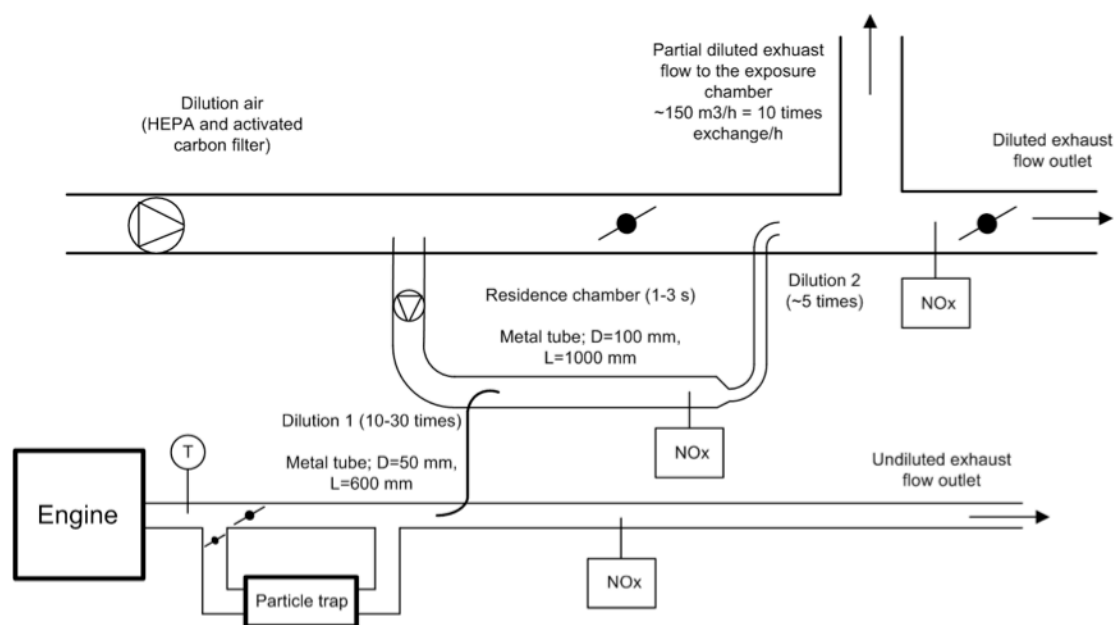 Partial diluted exhuast
flow to the exposure
chamber
~150 m3/h = 10 times
exchange/h
Dilution air
(HEPA and activated
carbon filter)
Diluted exhaust
flow outlet
Residence chamber (1-3 s)
Metal tube; D=100 mm,
L=1000 mm
Dilution 2
(~5 times)
NOx
Dilution 1 (10-30 times)
Metal tube; D=50 mm,
L=600 mm
NOx
T
Engine
Undiluted exhaust
flow outlet
NOx
Particle trap